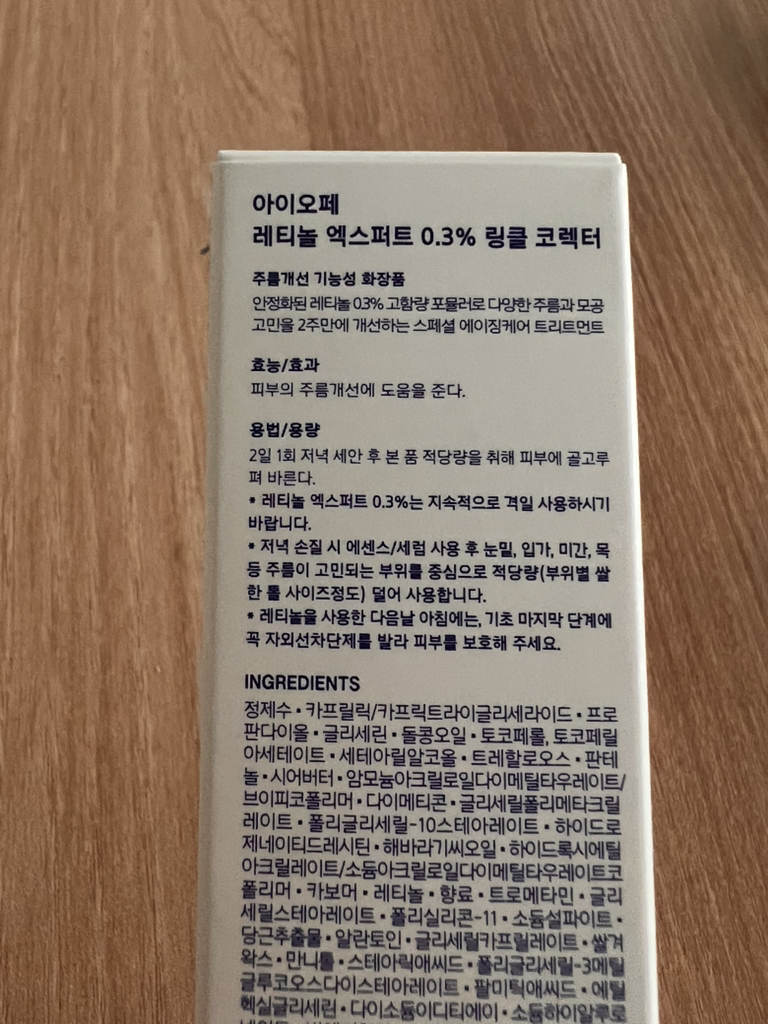 아이오페
레티놀 엑스퍼트 0.3% 링클 코렉터
주름개선 기능성 화장품
안정화된 레티놀 0.3% 고함량 포뮬러로 다양한 주름과 모공
고민을 2주만에 개선하는 스페셜 에이징케어 트리트먼트
효능/효과
피부의 주름개선에 도움을 준다.
용법/용량
2일 1회 저녁 세안 후 본 품 적당량을 취해 피부에 골고루
펴 바른다.
* 레티놀 엑스퍼트 0.3%는 지속적으로 격일 사용하시기
바랍니다.
* 저녁 손질 시 에센스/세럼 사용 후 눈밑, 입가, 미간, 목
등 주름이 고민되는 부위를 중심으로 적당량(부위별 쌀
한 톨 사이즈정도) 덜어 사용합니다.
* 레티놀을 사용한 다음날 아침에는, 기초 마지막 단계에
꼭 자외선차단제를 발라 피부를 보호해 주세요.
INGREDIENTS
정제수 • 카프릴릭/카프릭트라이글리세라이드 • 프로
판다이올 • 글리세린 • 돌콩오일 • 토코페롤, 토코페릴
아세테이트 • 세테아릴알코올 • 트레할로오스 • 판테
놀 • 시어버터 • 암모늄아크릴로일다이메틸타우레이트/
브이피코폴리머 • 다이메티콘 • 글리세릴폴리메타크릴
레이트 • 폴리글리세릴-10스테아레이트 • 하이드로
제네이티드레시틴 • 해바라기씨오일 • 하이드록시에틸
아크릴레이트/소듐아크릴로일다이메틸타우레이트코
폴리머 • 카보머 • 레티놀 • 향료 • 트로메타민 • 글리
세릴스테아레이트 • 폴리실리콘-11 • 소듐설파이트 •
당근추출물 • 알란토인 • 글리세릴카프릴레이트 • 쌀겨
왁스 • 만니톨 • 스테아릭애씨드 • 폴리글리세릴-3메틸
글루코오스다이스테아레이트 • 팔미틱애씨드 • 에틸
헥실글리세린 • 다이소듐이디티에이 • 소듐하이알루로